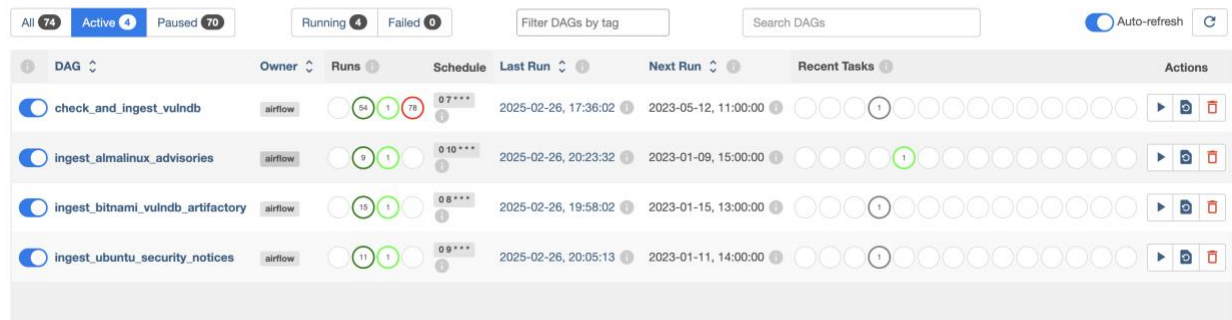 All 74 Active 4 Paused 70 Running 4 Failed 0 Filter DAGs by tag Search DAGs Auto-refresh
DAG Owner Runs Schedule Last Run Next Run Recent Tasks Actions
check_and_ingest_vulndb airflow 54 1 78 0 7 * * * 2025-02-26, 17:36:02 2023-05-12, 11:00:00 1
ingest_almalinux_advisories airflow 9 1 0 10 * * * 2025-02-26, 20:23:32 2023-01-09, 15:00:00 1
ingest_bitnami_vulndb_artifactory airflow 15 1 0 8 * * * 2025-02-26, 19:58:02 2023-01-15, 13:00:00 1
ingest_ubuntu_security_notices airflow 11 1 0 9 * * * 2025-02-26, 20:05:13 2023-01-11, 14:00:00 1